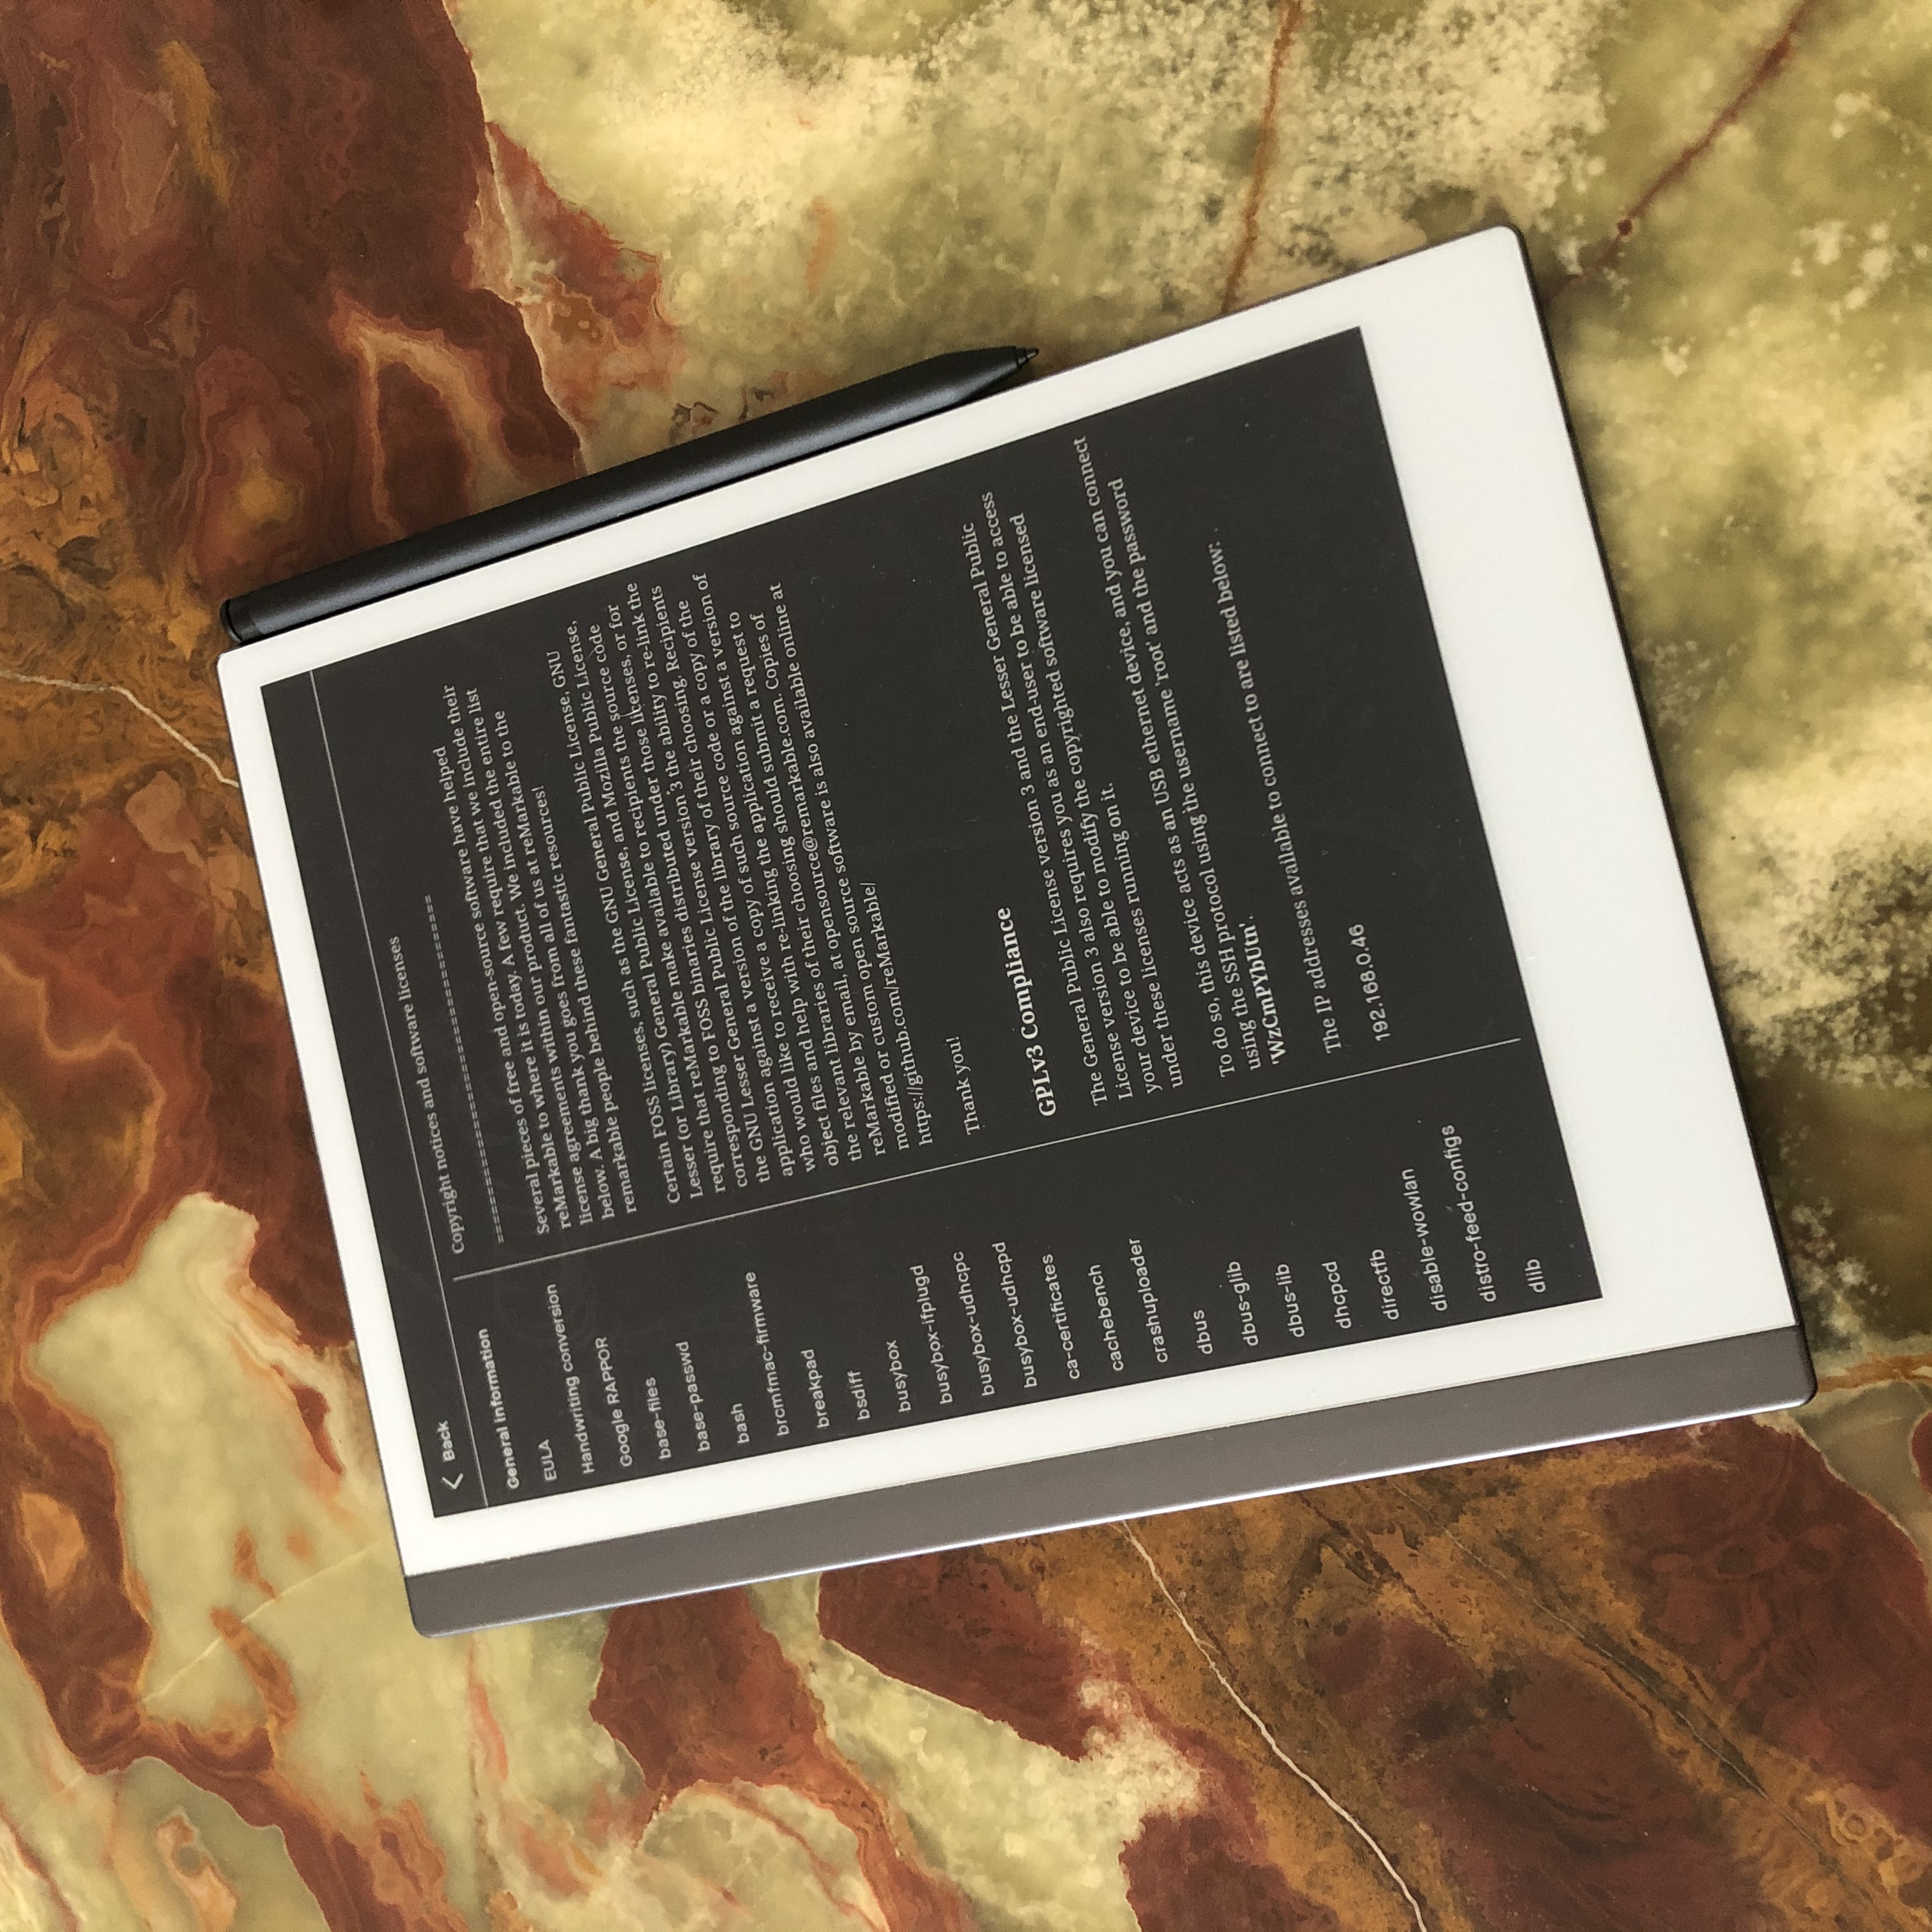 Back
General information
EULA
Handwriting conversion
Google RAPPOR
base-files
base-passwd
bash
brcmfmac-firmware
breakpad
bsdiff
busybox
busybox-ifplugd
busybox-udhcpc
busybox-udhcpd
ca-certificates
cachebench
crashuploader
dbus
dbus-glib
dbus-lib
dhcpcd
directfb
disable-wowlan
distro-feed-configs
dlib
Copyright notices and software licenses
====================================
Several pieces of free and open-source software have helped
reMarkable to where it is today. A few require that we include their
license agreements within our product. We included the entire list
below. A big thank you goes from all of us at reMarkable to the
remarkable people behind these fantastic resources!
Certain FOSS licenses, such as the GNU General Public License, GNU
Lesser (or Library) General Public License, and Mozilla Public License,
require that reMarkable make available to recipients the source code
corresponding to FOSS binaries distributed under those licenses, or for
the GNU Lesser General Public License version 3 the ability to re-link the
application against a version of the library of their choosing. Recipients
who would like to receive a copy of such source code or a copy of the
object files and help with re-linking the application against a version of
the relevant libraries of their choosing should submit a request to
reMarkable by email, at opensource@remarkable.com. Copies of
modified or custom open source software is also available online at
https://github.com/reMarkable/
Thank you!
GPLv3 Compliance
The General Public License version 3 and the Lesser General Public
License version 3 also requires you as an end-user to be able to access
your device to be able to modify the copyrighted software licensed
under these licenses running on it.
To do so, this device acts as an USB ethernet device, and you can connect
using the SSH protocol using the username 'root' and the password
'WzCmPYbUtn'.
The IP addresses available to connect to are listed below:
192.168.0.46